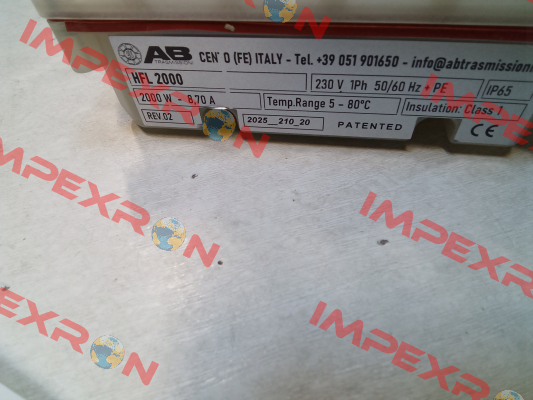 AB TRASMISSIONI CEN' O (FE) ITALY - Tel. +39 051 901650 - info@abtrasmissioni
HFL 2000 230 V 1Ph 50/60 Hz + PE IP65
2000 W - 8,70 A Temp.Range 5 - 80°C Insulation: Class I
REV.02 2025__210_20 PATENTED CE
IMPEXRON
IMPEXRON
IMPEXRON
IMPEXRON
IMPEXRON
IMPEXRON